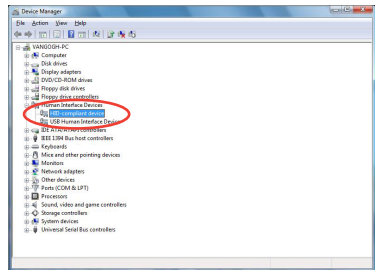 Device Manager
File Action View Help
VANGOGH-PC
Computer
Disk drives
Display adapters
DVD/CD-ROM drives
Floppy disk drives
Floppy drive controllers
Human Interface Devices
HID-compliant device
USB Human Interface Device
IDE ATA/ATAPI controllers
IEEE 1394 Bus host controllers
Keyboards
Mice and other pointing devices
Monitors
Network adapters
Other devices
Ports (COM & LPT)
Processors
Sound, video and game controllers
Storage controllers
System devices
Universal Serial Bus controllers